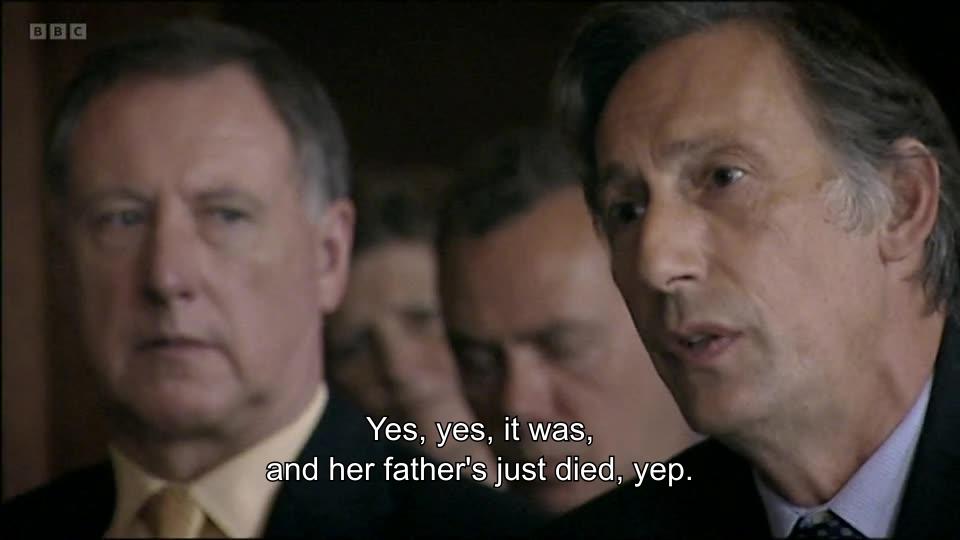 BBC
Yes, yes, it was,
and her father's just died, yep.